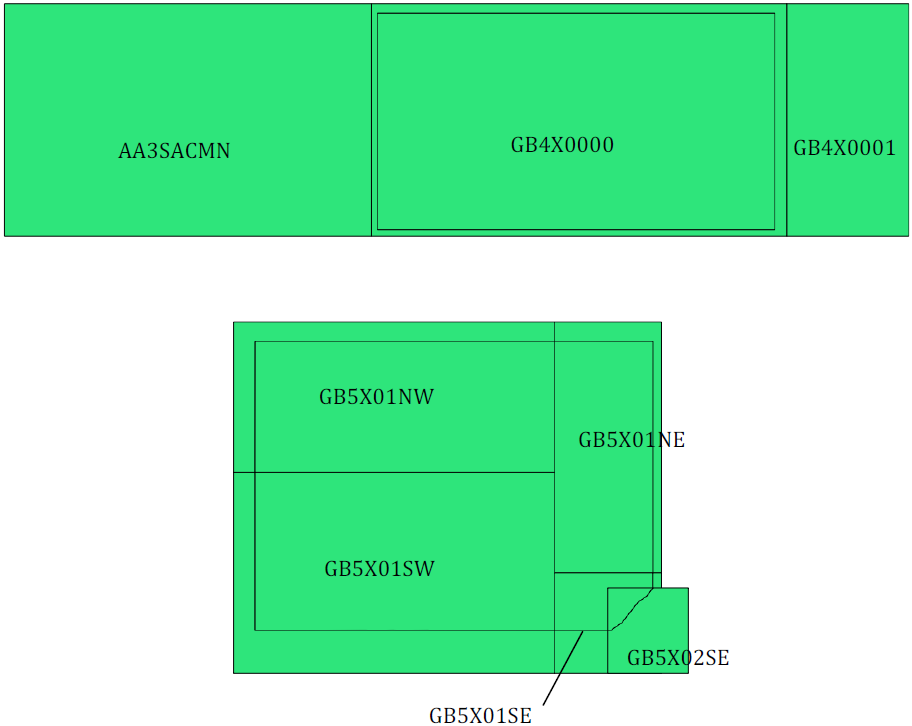 AA3SACMN
GB4X0000
GB4X0001
GB5X01NW
GB5X01NE
GB5X01SW
GB5X02SE
GB5X01SE